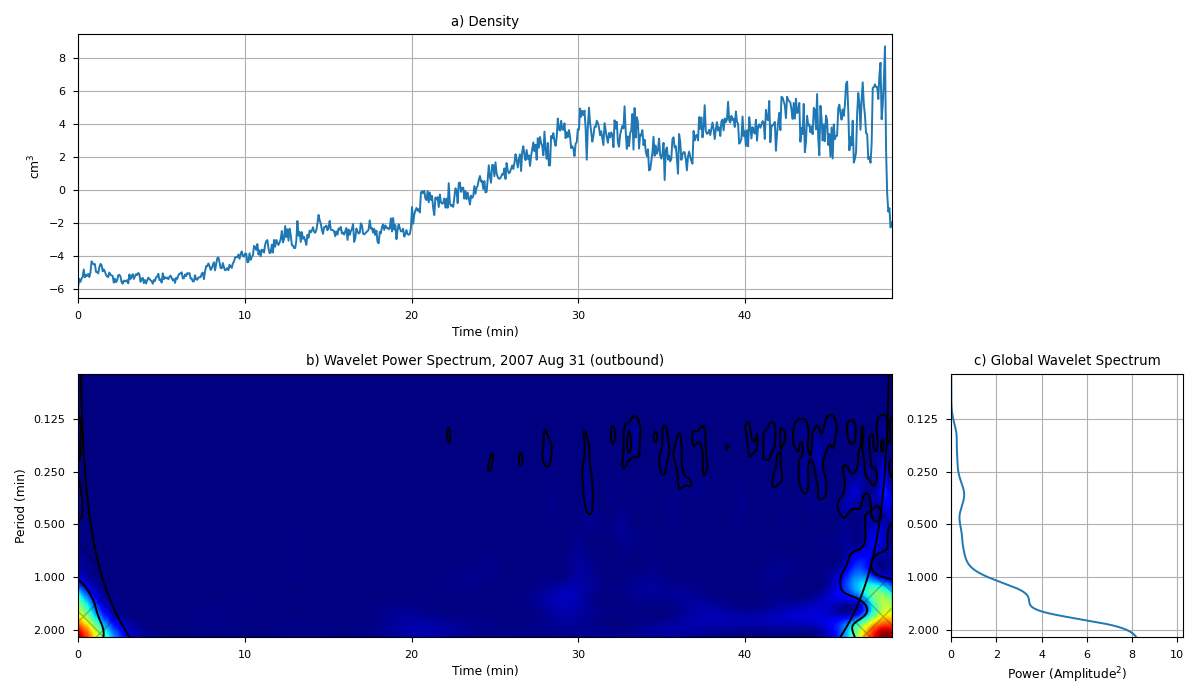 a) Density
8
6
4
2
0
−2
−4
−6
cm³
0 10 20 30 40
Time (min)
b) Wavelet Power Spectrum, 2007 Aug 31 (outbound)
0.125
0.250
0.500
1.000
2.000
Period (min)
0 10 20 30 40
Time (min)
c) Global Wavelet Spectrum
0.125
0.250
0.500
1.000
2.000
0 2 4 6 8 10
Power (Amplitude²)